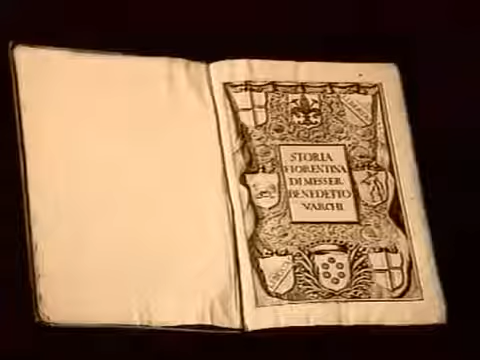 STORIA
FIORENTINA
DI MESSER
BENEDETTO
VARCHI